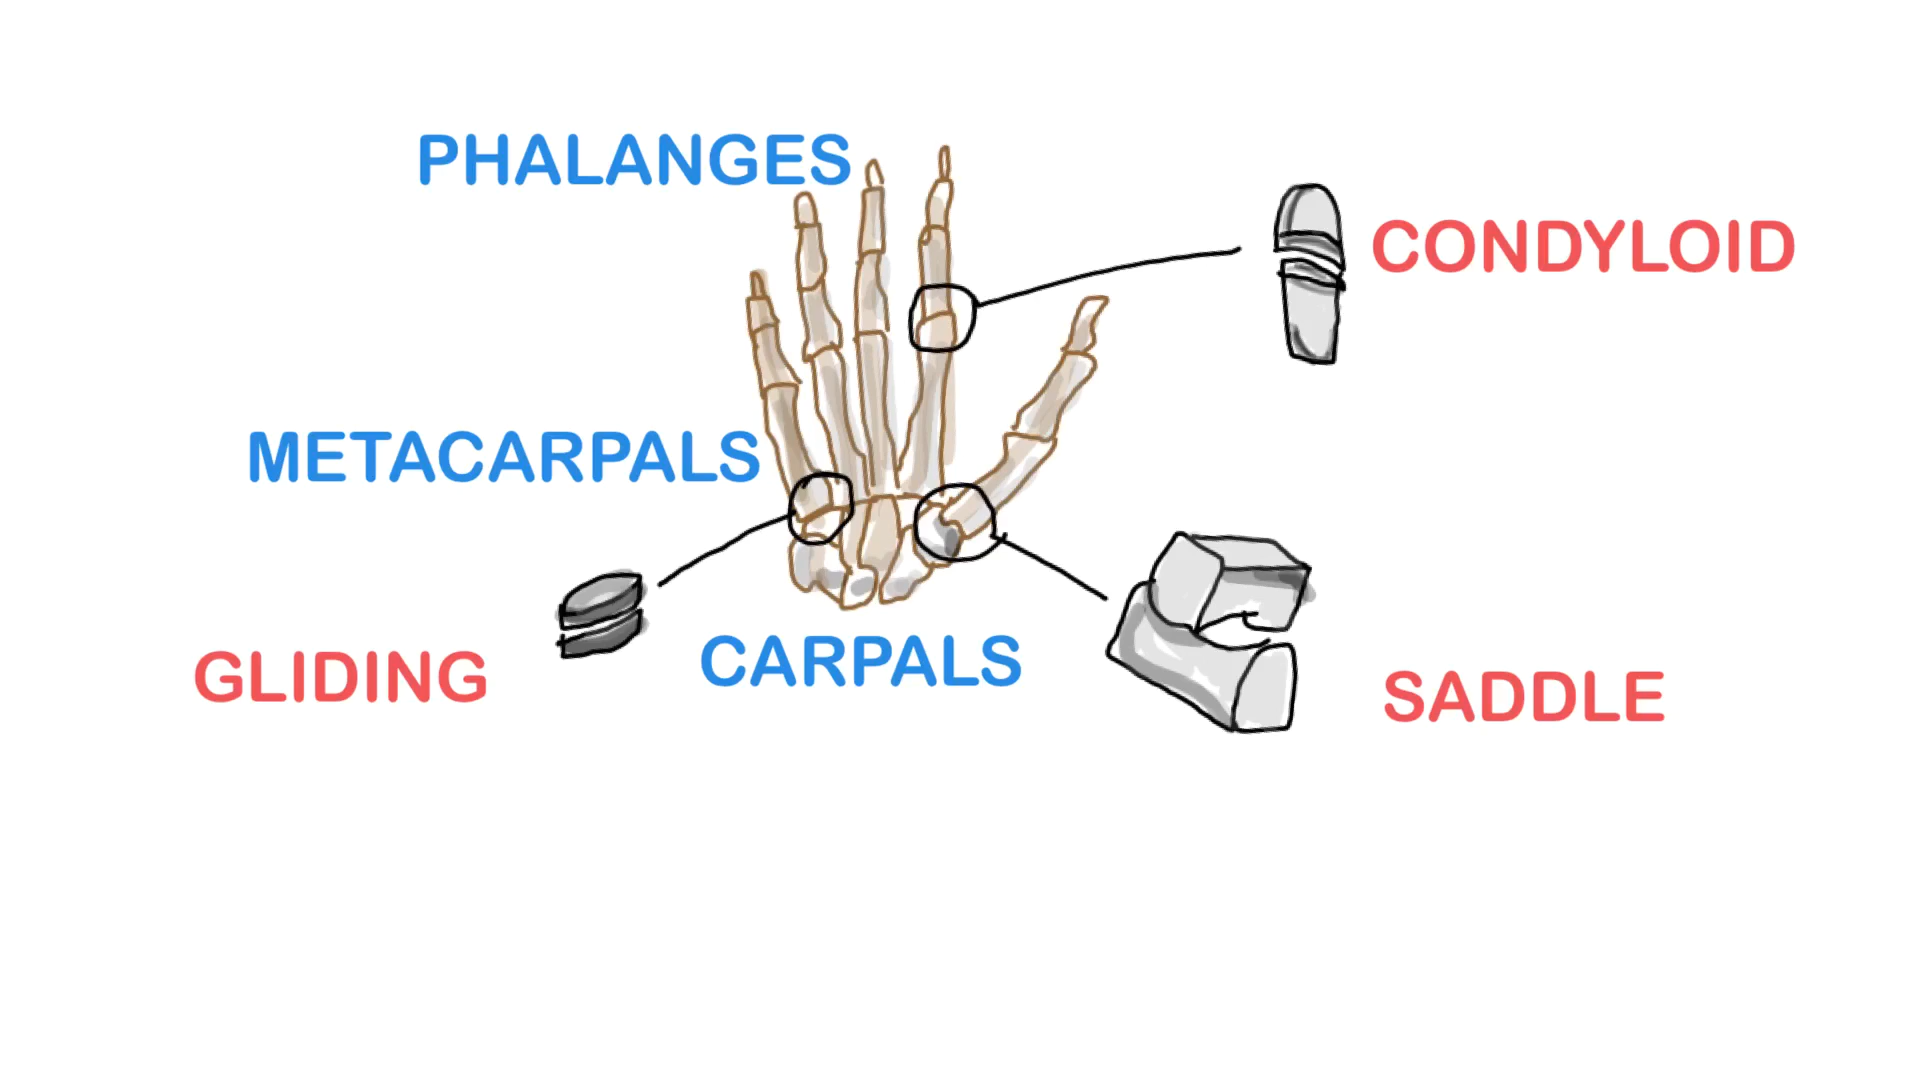 PHALANGES
CONDYLOID
METACARPALS
GLIDING
CARPALS
SADDLE